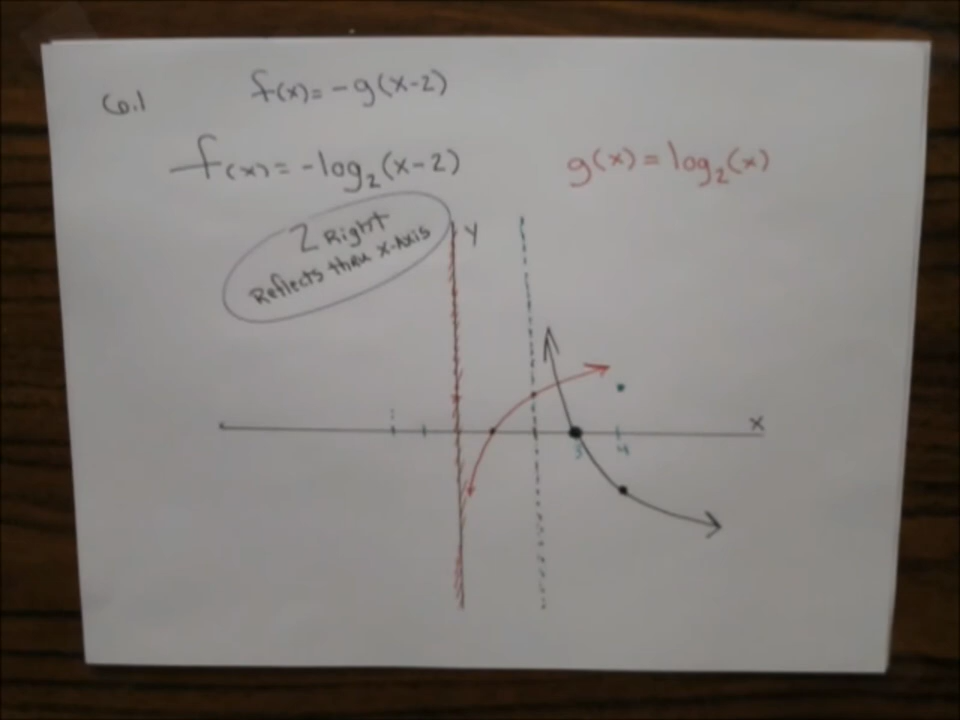 6.1
f(x) = -g(x-2)
f(x) = -log₂(x-2)
g(x) = log₂(x)
2 Right
Reflects thru X-Axis
Y
X
3
4